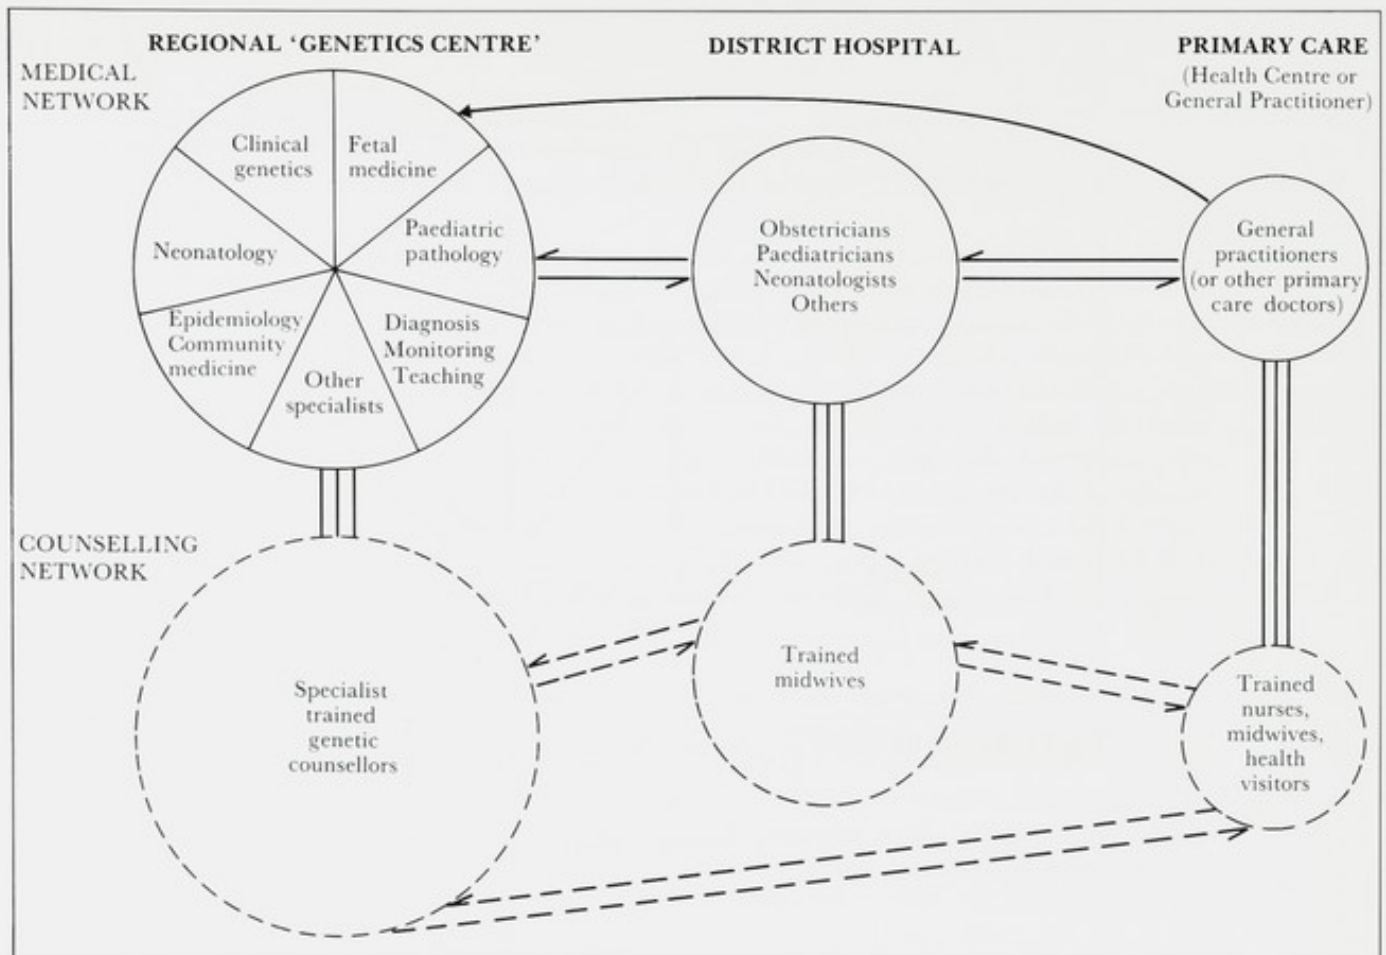 REGIONAL ‘GENETICS CENTRE’
DISTRICT HOSPITAL
PRIMARY CARE
(Health Centre or
General Practitioner)
MEDICAL
NETWORK
Clinical
genetics
Fetal
medicine
Neonatology
Paediatric
pathology
Epidemiology
Community
medicine
Other
specialists
Diagnosis
Monitoring
Teaching
Obstetricians
Paediatricians
Neonatologists
Others
General
practitioners
(or other primary
care doctors)
COUNSELLING
NETWORK
Specialist
trained
genetic
counsellors
Trained
midwives
Trained
nurses,
midwives,
health
visitors